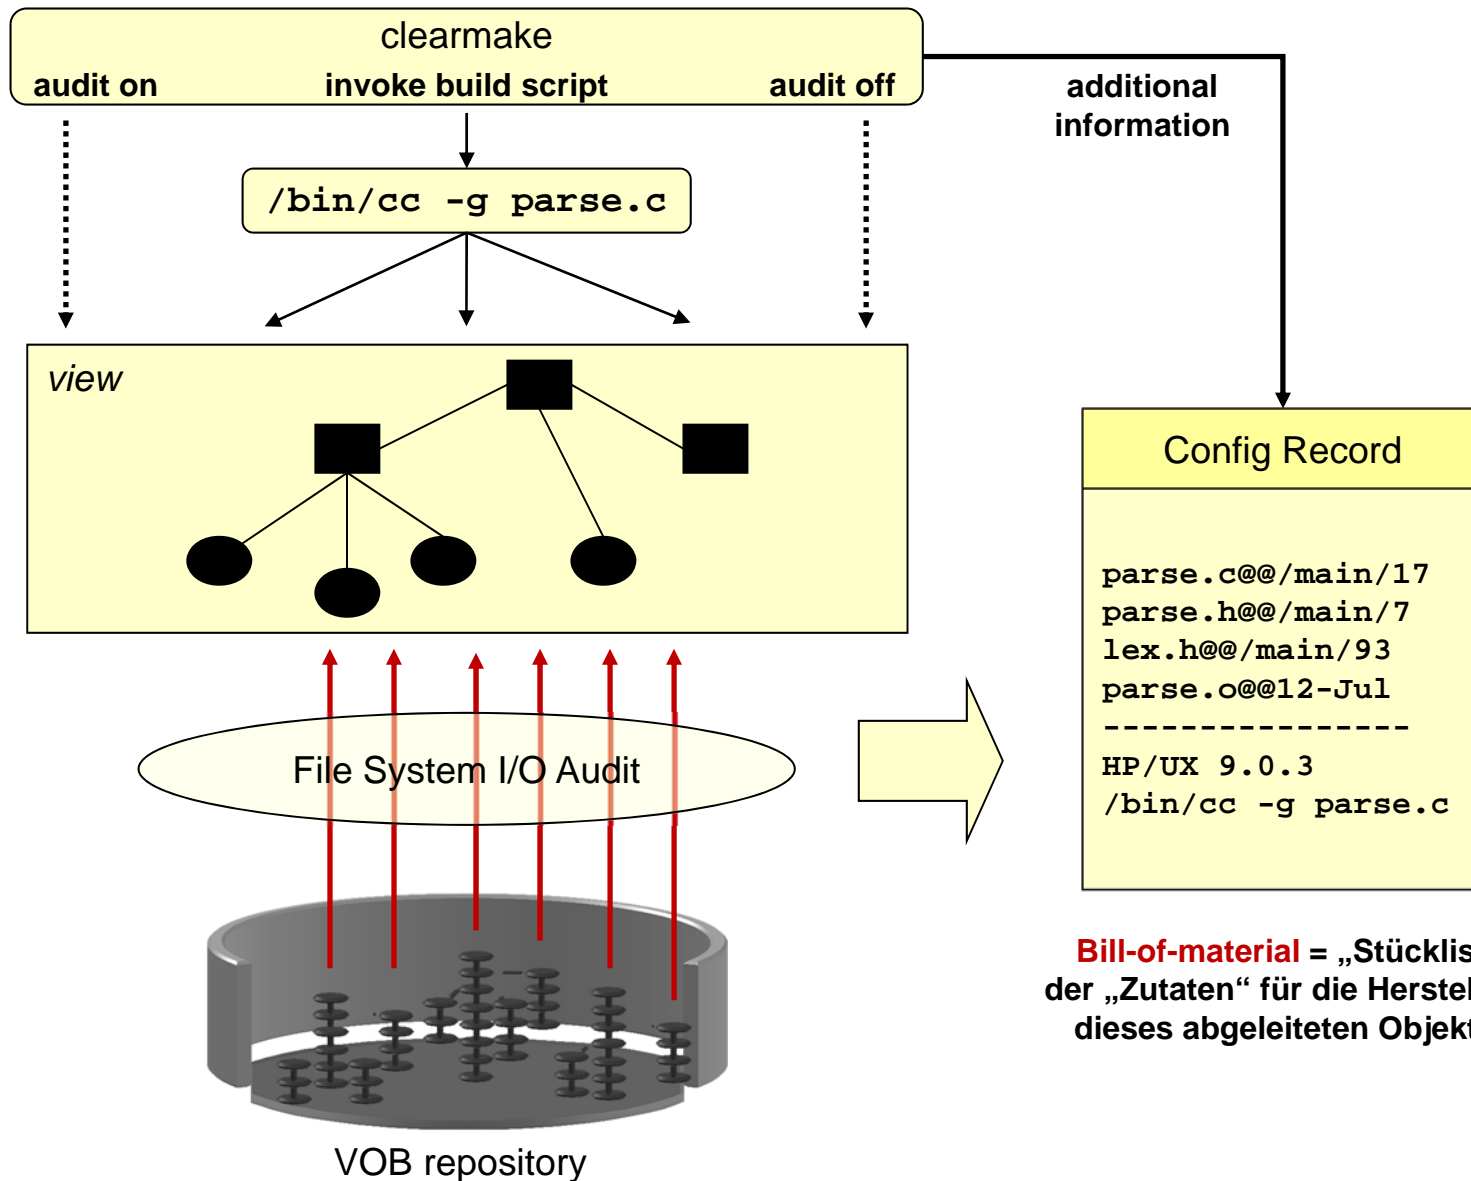 clearmake
audit on invoke build script audit off
additional
information
/bin/cc -g parse.c
view
Config Record
parse.c@@/main/17
parse.h@@/main/7
lex.h@@/main/93
parse.o@@12-Jul
----------------
HP/UX 9.0.3
/bin/cc -g parse.c
File System I/O Audit
Bill-of-material = „Stücklis
der „Zutaten“ für die Herstel
dieses abgeleiteten Objekt
VOB repository